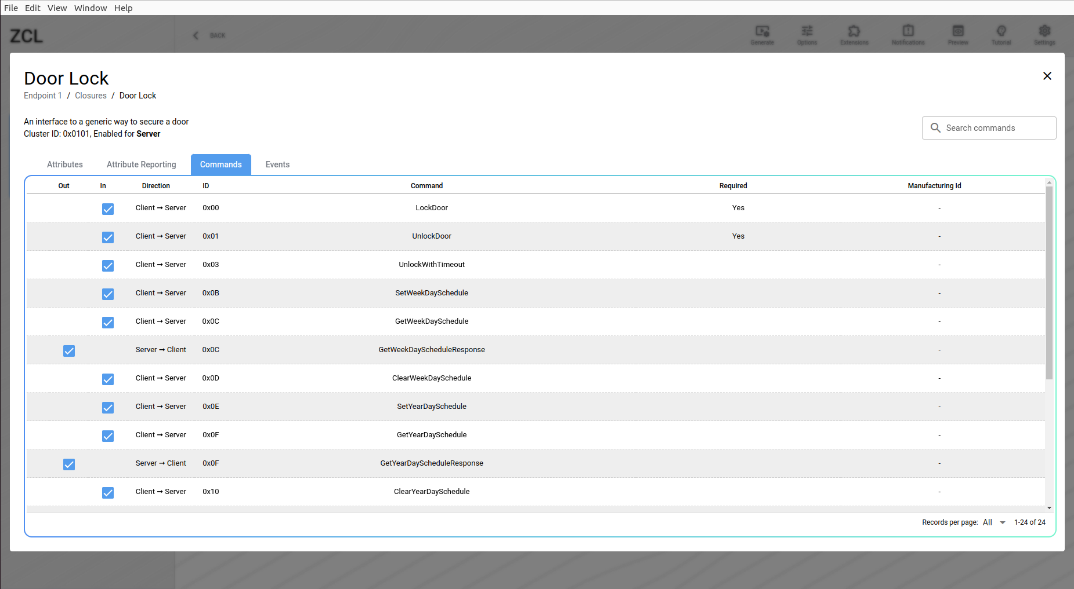 File Edit View Window Help
ZCL
BACK
Generate Options Extensions Notifications Preview Tutorial Settings
Door Lock
Endpoint 1 / Closures / Door Lock
An interface to a generic way to secure a door
Cluster ID: 0x0101, Enabled for Server
Search commands
Attributes Attribute Reporting Commands Events
Out In Direction ID Command Required Manufacturing Id
Client → Server 0x00 LockDoor Yes -
Client → Server 0x01 UnlockDoor Yes -
Client → Server 0x03 UnlockWithTimeout -
Client → Server 0x0B SetWeekDaySchedule -
Client → Server 0x0C GetWeekDaySchedule -
Server → Client 0x0C GetWeekDayScheduleResponse -
Client → Server 0x0D ClearWeekDaySchedule -
Client → Server 0x0E SetYearDaySchedule -
Client → Server 0x0F GetYearDaySchedule -
Server → Client 0x0F GetYearDayScheduleResponse -
Client → Server 0x10 ClearYearDaySchedule -
Records per page: All 1-24 of 24